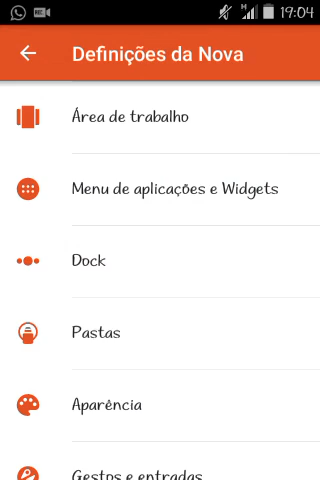 19:04
Definições da Nova
Área de trabalho
Menu de aplicações e Widgets
Dock
Pastas
Aparência
Gestos e entradas